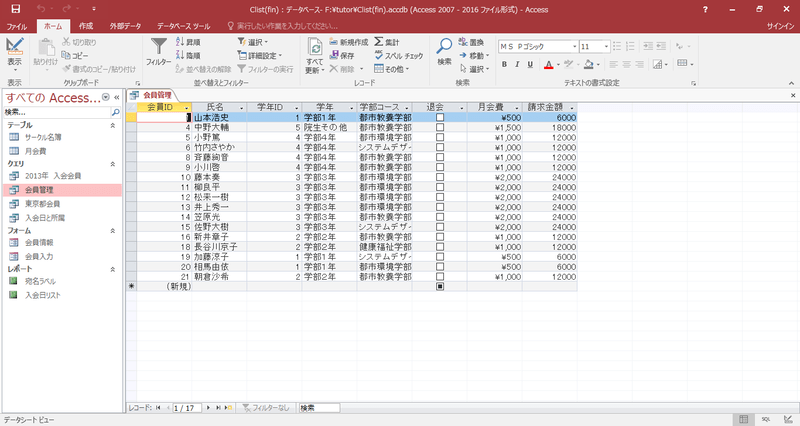 Clist(fin) : データベース- F:¥tutor¥Clist(fin).accdb (Access 2007 - 2016 ファイル形式) - Access
サインイン
ファイル ホーム 作成 外部データ データベース ツール 実行したい作業を入力してください
表示 貼り付け 切り取り コピー 書式のコピー/貼り付け
フィルター 昇順 降順 並べ替えの解除 選択 詳細設定 フィルターの実行
すべて更新 新規作成 保存 削除 集計 スペル チェック その他
検索 置換 移動 選択
ＭＳ Ｐゴシック 11
B I U A
表示 クリップボード 並べ替えとフィルター レコード 検索 テキストの書式設定
すべての Access...
検索...
テーブル
サークル名簿
月会費
クエリ
2013年 入会会員
会員管理
東京都会員
入会日と所属
フォーム
会員情報
会員入力
レポート
宛名ラベル
入会日リスト
会員管理
会員ID 氏名 学年ID 学年 学部コース 退会 月会費 請求金額
山本浩史 1 学部1年 都市教養学部 ¥500 6000
4 中野大輔 5 院生その他 都市教養学部 ¥1,500 18000
5 小野篤 4 学部4年 都市環境学部 ¥1,000 12000
6 竹内さやか 4 学部4年 システムデザイ ¥1,000 12000
8 斉藤絢音 4 学部4年 都市環境学部 ¥1,000 12000
9 小川啓 4 学部4年 都市教養学部 ¥1,000 12000
10 藤本奏 3 学部3年 都市環境学部 ¥2,000 24000
11 柳良平 3 学部3年 都市教養学部 ¥2,000 24000
12 松来一樹 3 学部3年 都市環境学部 ¥2,000 24000
13 井上秀一 3 学部3年 都市教養学部 ¥2,000 24000
14 笠原光 3 学部3年 都市教養学部 ¥2,000 24000
15 佐野大樹 3 学部3年 システムデザイ ¥2,000 24000
16 新井章子 2 学部2年 都市教養学部 ¥1,000 12000
18 長谷川京子 2 学部2年 健康福祉学部 ¥1,000 12000
19 加藤涼子 1 学部1年 システムデザイ ¥500 6000
20 相馬由依 1 学部1年 都市環境学部 ¥500 6000
21 朝倉沙希 2 学部2年 都市教養学部 ¥1,000 12000
(新規)
レコード: 1 / 17 フィルターなし 検索
データシート ビュー SQL